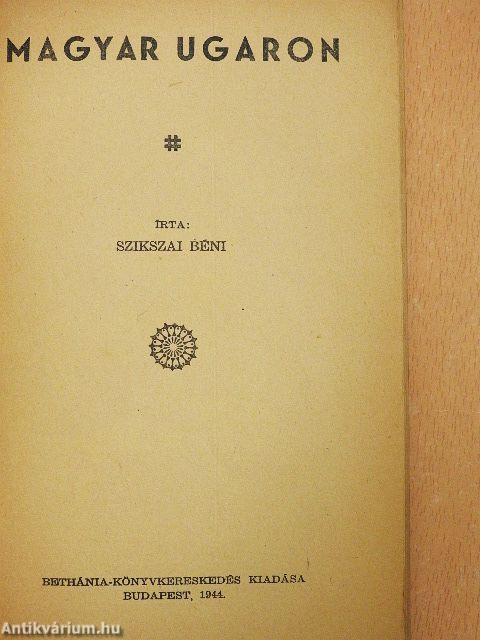 MAGYAR UGARON
#
ÍRTA:
SZIKSZAI BÉNI
BETHÁNIA-KÖNYVKERESKEDÉS KIADÁSA
BUDAPEST, 1944.
Antikvárium.hu